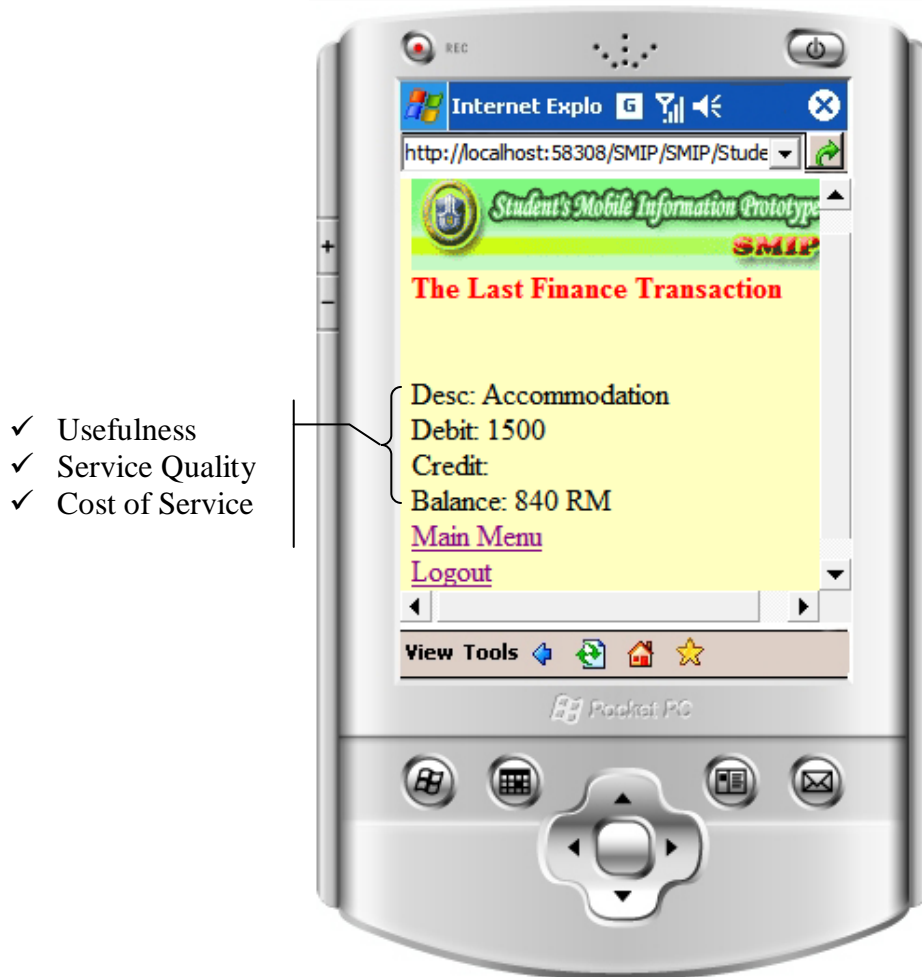 REC
Internet Explo G
http://localhost:58308/SMIP/SMIP/Stude
Student's Mobile Information Prototype
SMIP
+
The Last Finance Transaction
−
Desc: Accommodation
✓ Usefulness
Debit: 1500
✓ Service Quality
Credit:
✓ Cost of Service
Balance: 840 RM
Main Menu
Logout
View Tools
Pocket PC